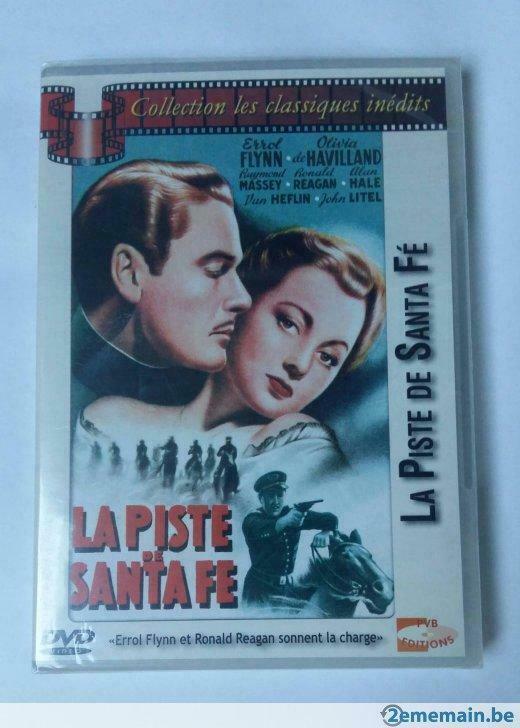 Collection les classiques inédits
Errol FLYNN · Olivia de HAVILLAND
Raymond MASSEY · Ronald REAGAN · Alan HALE
Van HEFLIN · John LITEL
LA PISTE DE SANTA FÉ
LA PISTE
DE
SANTA FE
DVD
VIDEO
«Errol Flynn et Ronald Reagan sonnent la charge»
PVB
EDITIONS
2ememain.be